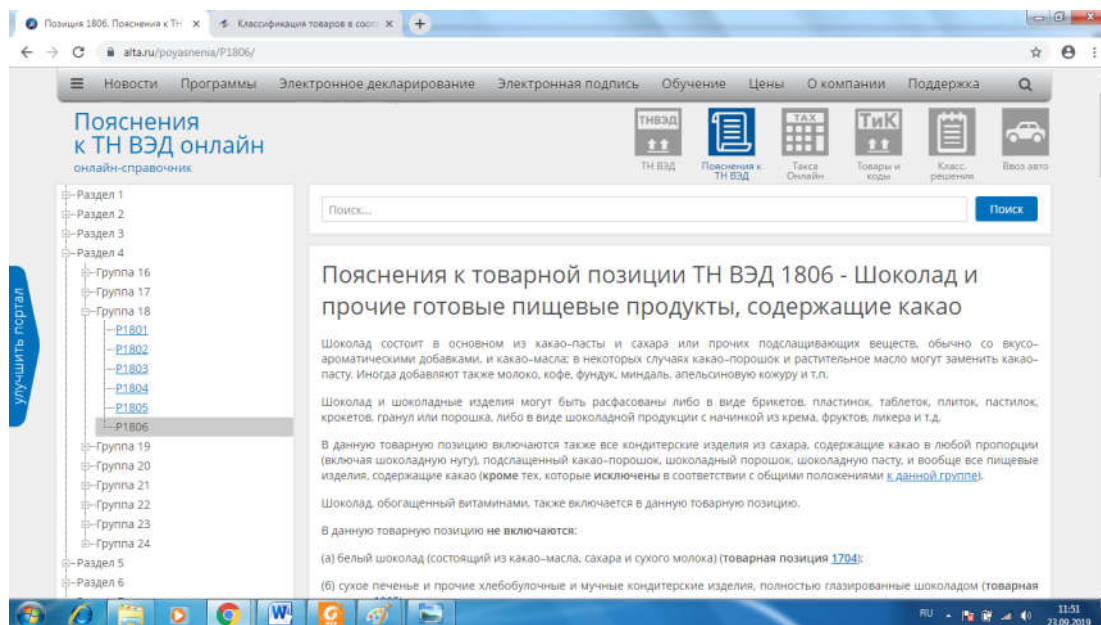 Позиция 1806. Пояснения к ТН
Классификация товаров в соот
alta.ru/poyasnenia/P1806/
Новости Программы Электронное декларирование Электронная подпись Обучение Цены О компании Поддержка
Пояснения
к ТН ВЭД онлайн
онлайн-справочник
ТНВЭД
TAX
ТиК
ТН ВЭД
Пояснения к
ТН ВЭД
Такса
Онлайн
Товары и
коды
Класс.
решения
Ввоз авто
улучшить портал
Раздел 1
Раздел 2
Раздел 3
Раздел 4
Группа 16
Группа 17
Группа 18
P1801
P1802
P1803
P1804
P1805
P1806
Группа 19
Группа 20
Группа 21
Группа 22
Группа 23
Группа 24
Раздел 5
Раздел 6
Поиск...
Поиск
Пояснения к товарной позиции ТН ВЭД 1806 - Шоколад и
прочие готовые пищевые продукты, содержащие какао
Шоколад состоит в основном из какао-пасты и сахара или прочих подслащивающих веществ, обычно со вкусо-
ароматическими добавками, и какао-масла; в некоторых случаях какао-порошок и растительное масло могут заменить какао-
пасту. Иногда добавляют также молоко, кофе, фундук, миндаль, апельсиновую кожуру и т.п.
Шоколад и шоколадные изделия могут быть расфасованы либо в виде брикетов, пластинок, таблеток, плиток, пастилок,
крокетов, гранул или порошка, либо в виде шоколадной продукции с начинкой из крема, фруктов, ликера и т.д.
В данную товарную позицию включаются также все кондитерские изделия из сахара, содержащие какао в любой пропорции
(включая шоколадную нугу), подслащенный какао-порошок, шоколадный порошок, шоколадную пасту, и вообще все пищевые
изделия, содержащие какао (кроме тех, которые исключены в соответствии с общими положениями к данной группе).
Шоколад, обогащенный витаминами, также включается в данную товарную позицию.
В данную товарную позицию не включаются:
(а) белый шоколад (состоящий из какао-масла, сахара и сухого молока) (товарная позиция 1704);
(б) сухое печенье и прочие хлебобулочные и мучные кондитерские изделия, полностью глазированные шоколадом (товарная
RU
11:51
23.09.2019